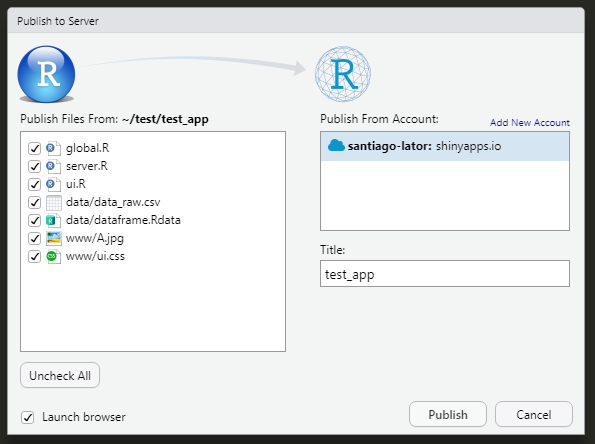 Publish to Server
R
R
Publish Files From: ~/test/test_app
global.R
server.R
ui.R
data/data_raw.csv
data/dataframe.Rdata
www/A.jpg
www/ui.css
Uncheck All
Launch browser
Publish From Account:
Add New Account
santiago-lator: shinyapps.io
Title:
test_app
Publish
Cancel